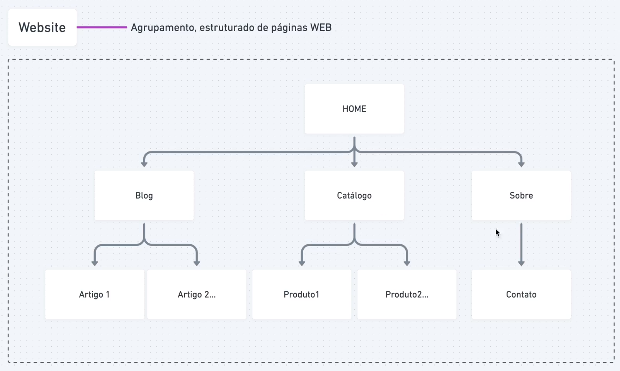 Website
Agrupamento, estruturado de páginas WEB
HOME
Blog
Catálogo
Sobre
Artigo 1
Artigo 2...
Produto1
Produto2...
Contato